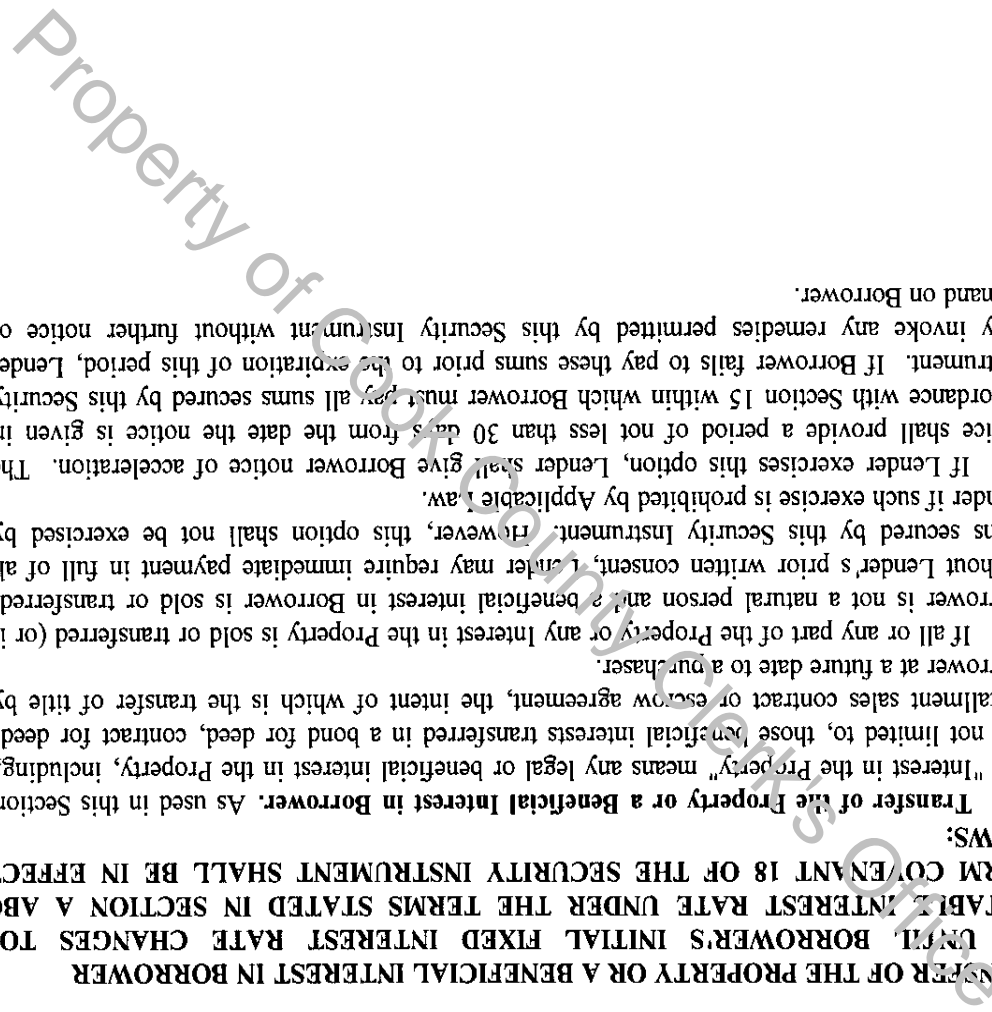 NSFER OF THE PROPERTY OR A BENEFICIAL INTEREST IN BORROWER
UNTIL BORROWER'S INITIAL FIXED INTEREST RATE CHANGES TO
INTEREST RATE UNDER THE TERMS STATED IN SECTION A ABO
RM COVENANT 18 OF THE SECURITY INSTRUMENT SHALL BE IN EFFECT
WS:
Transfer of the Property or a Beneficial Interest in Borrower. As used in this Section
"Interest in the Property" means any legal or beneficial interest in the Property, including,
not limited to, those beneficial interests transferred in a bond for deed, contract for deed
tallment sales contract or escrow agreement, the intent of which is the transfer of title by
rrower at a future date to a purchaser.
If all or any part of the Property or any Interest in the Property is sold or transferred (or i
rrower is not a natural person and a beneficial interest in Borrower is sold or transferred
hout Lender's prior written consent, Lender may require immediate payment in full of al
ns secured by this Security Instrument. However, this option shall not be exercised by
nder if such exercise is prohibited by Applicable Law.
If Lender exercises this option, Lender shall give Borrower notice of acceleration. The
ice shall provide a period of not less than 30 days from the date the notice is given in
ordance with Section 15 within which Borrower must pay all sums secured by this Security
trument. If Borrower fails to pay these sums prior to the expiration of this period, Lender
y invoke any remedies permitted by this Security Instrument without further notice o
nand on Borrower.
Property of Cook County Clerk's Office